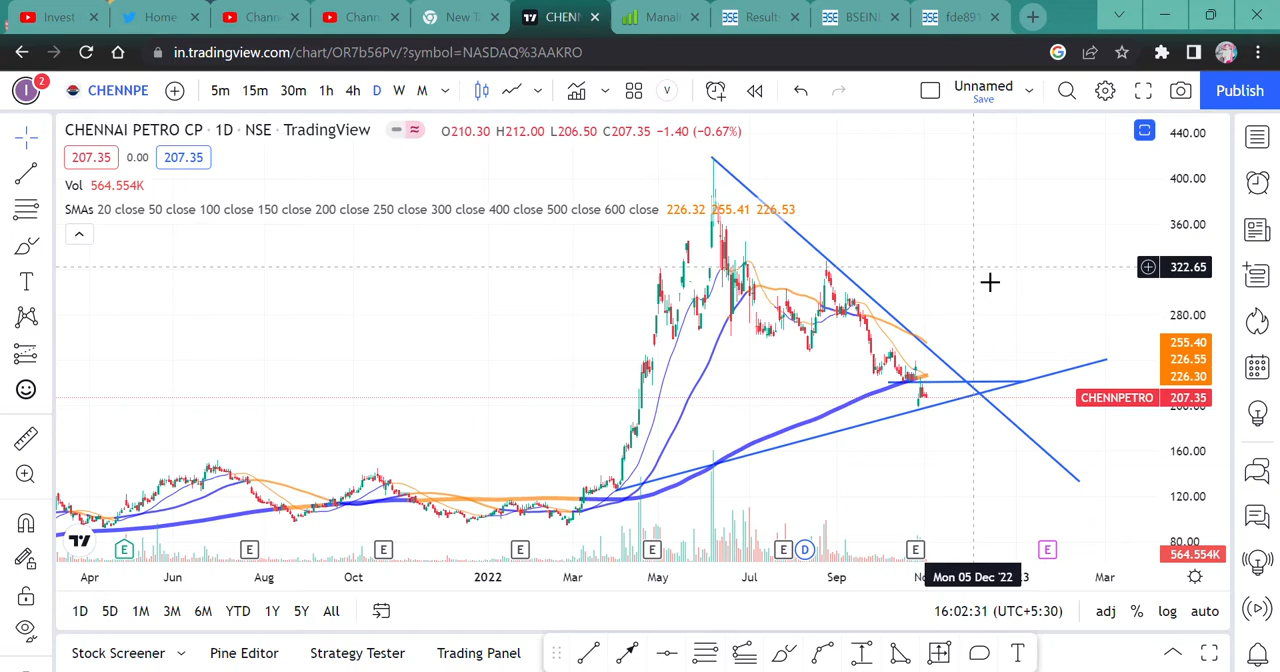 Invest
Home
Chann
Chann
New Ta
CHENN
Manali
Results
BSEIN
fde891
in.tradingview.com/chart/OR7b56Pv/?symbol=NASDAQ%3AAKRO
I 2 CHENNPE 5m 15m 30m 1h 4h D W M V Unnamed Save Publish
CHENNAI PETRO CP · 1D · NSE · TradingView O210.30 H212.00 L206.50 C207.35 −1.40 (−0.67%)
207.35 0.00 207.35
Vol 564.554K
SMAs 20 close 50 close 100 close 150 close 200 close 250 close 300 close 400 close 500 close 600 close 226.32 255.41 226.53
440.00
400.00
360.00
322.65
280.00
255.40
226.55
226.30
CHENNPETRO 207.35
200.00
160.00
120.00
80.00
564.554K
E E E E E E D E E
Apr Jun Aug Oct 2022 Mar May Jul Sep Mon 05 Dec '22 Mar
1D 5D 1M 3M 6M YTD 1Y 5Y All 16:02:31 (UTC+5:30) adj % log auto
Stock Screener Pine Editor Strategy Tester Trading Panel